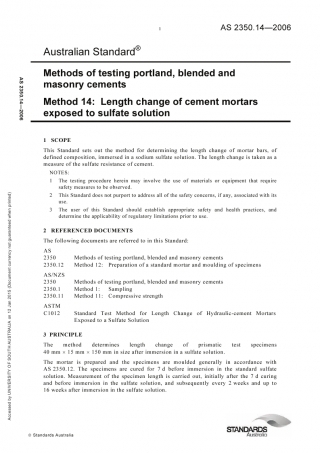 1
AS 2350.14—2006
Australian Standard®
Methods of testing portland, blended and
masonry cements
Method 14: Length change of cement mortars
exposed to sulfate solution
1 SCOPE
This Standard sets out the method for determining the length change of mortar bars, of
defined composition, immersed in a sodium sulfate solution. The length change is taken as a
measure of the sulfate resistance of cement.
NOTES:
1 The testing procedure herein may involve the use of materials or equipment that require
safety measures to be observed.
2 This Standard does not purport to address all of the safety concerns, if any, associated with its
use.
3 The user of this Standard should establish appropriate safety and health practices, and
determine the applicability of regulatory limitations prior to use.
2 REFERENCED DOCUMENTS
The following documents are referred to in this Standard:
AS
2350 Methods of testing portland, blended and masonry cements
2350.12 Method 12: Preparation of a standard mortar and moulding of specimens
AS/NZS
2350 Methods of testing portland, blended and masonry cements
2350.1 Method 1: Sampling
2350.11 Method 11: Compressive strength
ASTM
C1012 Standard Test Method for Length Change of Hydraulic-cement Mortars
Exposed to a Sulfate Solution
3 PRINCIPLE
The method determines length change of prismatic test specimens
40 mm × 15 mm × 150 mm in size after immersion in a sulfate solution.
The mortar is prepared and the specimens are moulded generally in accordance with
AS 2350.12. The specimens are cured for 7 d before immersion in the standard sulfate
solution. Measurement of the specimen length is carried out, initially after the 7 d curing
and before immersion in the sulfate solution, and subsequently every 2 weeks and up to
16 weeks after immersion in the sulfate solution.
© Standards Australia
STANDARDS
Australia
AS 2350.14—2006
Accessed by UNIVERSITY OF SOUTH AUSTRALIA on 12 Jan 2015 (Document currency not guaranteed when printed)